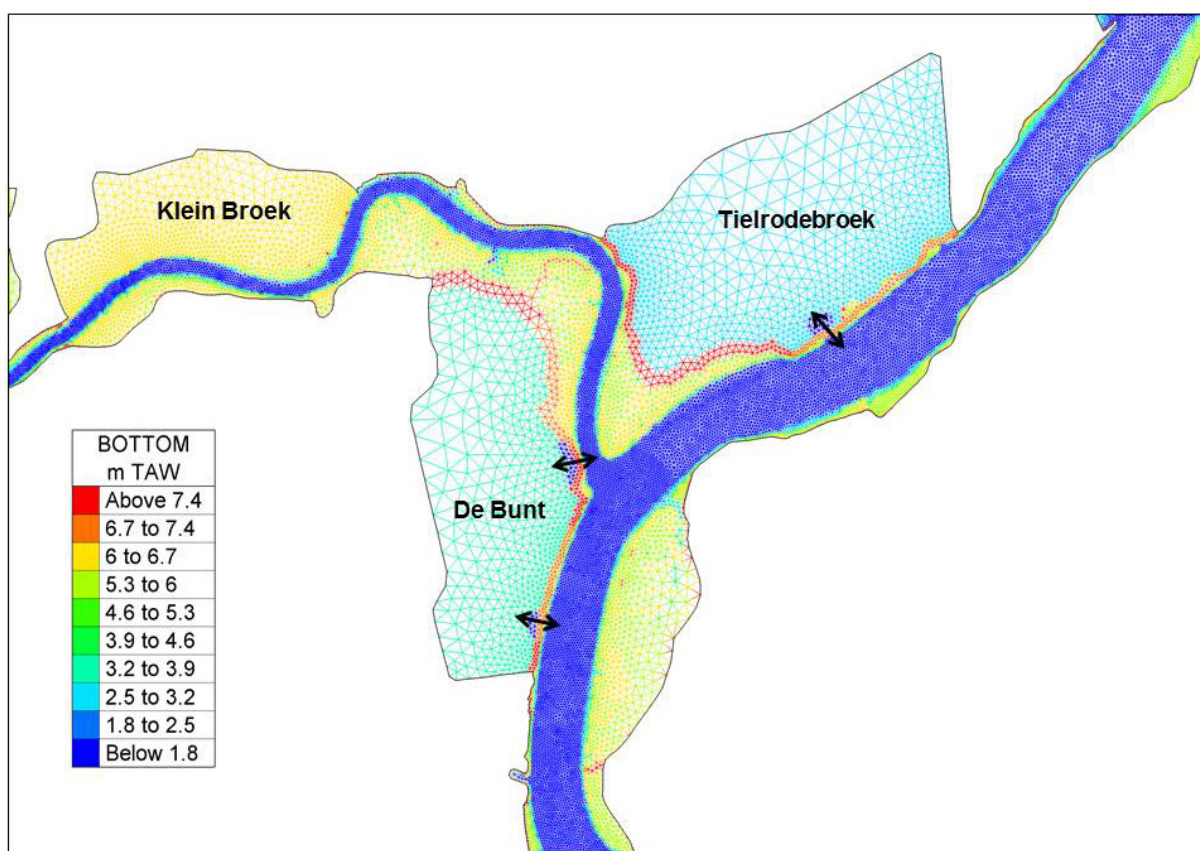 Klein Broek
Tielrodebroek
De Bunt
BOTTOM
m TAW
Above 7.4
6.7 to 7.4
6 to 6.7
5.3 to 6
4.6 to 5.3
3.9 to 4.6
3.2 to 3.9
2.5 to 3.2
1.8 to 2.5
Below 1.8